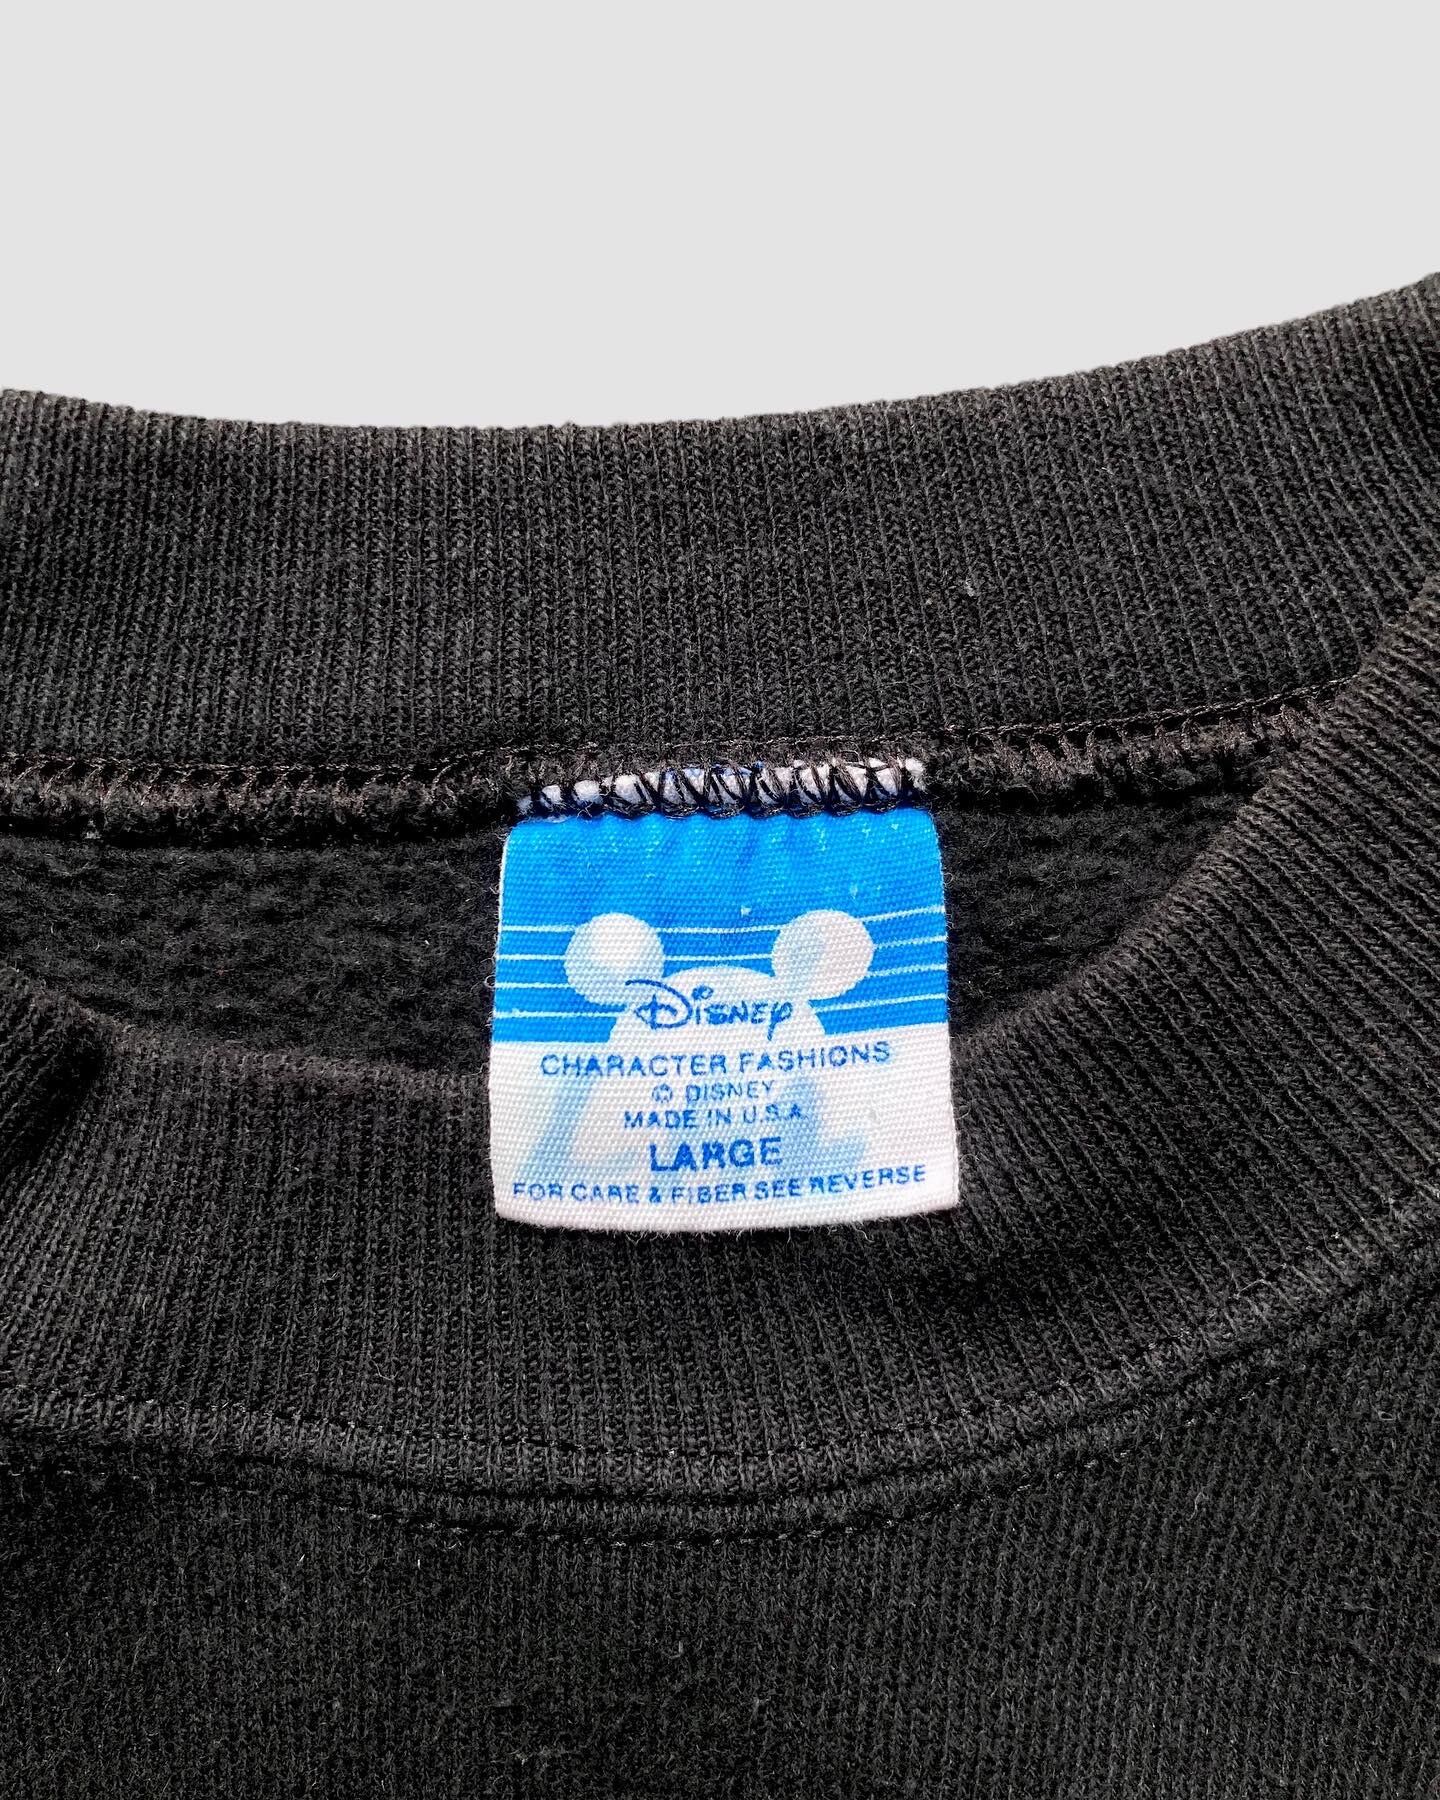 Disney
CHARACTER FASHIONS
© DISNEY
MADE IN U.S.A.
LARGE
FOR CARE & FIBER SEE REVERSE